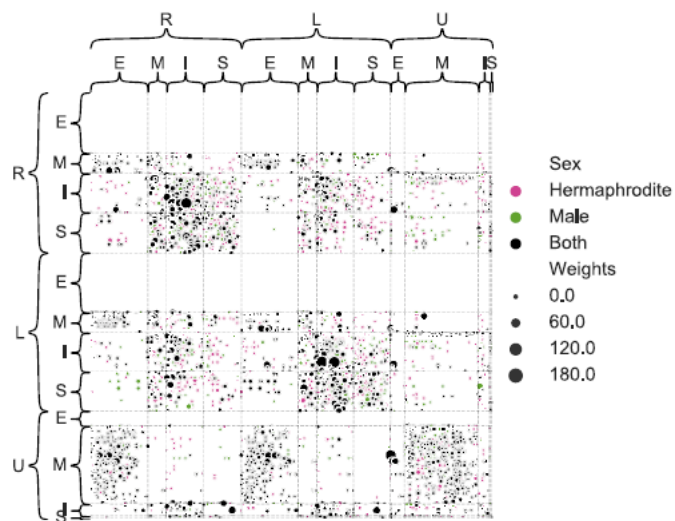 R L U
E M I S E M I S E M I S
R
E
M
I
S
L
E
M
I
S
U
E
M
I
S
Sex
Hermaphrodite
Male
Both
Weights
0.0
60.0
120.0
180.0